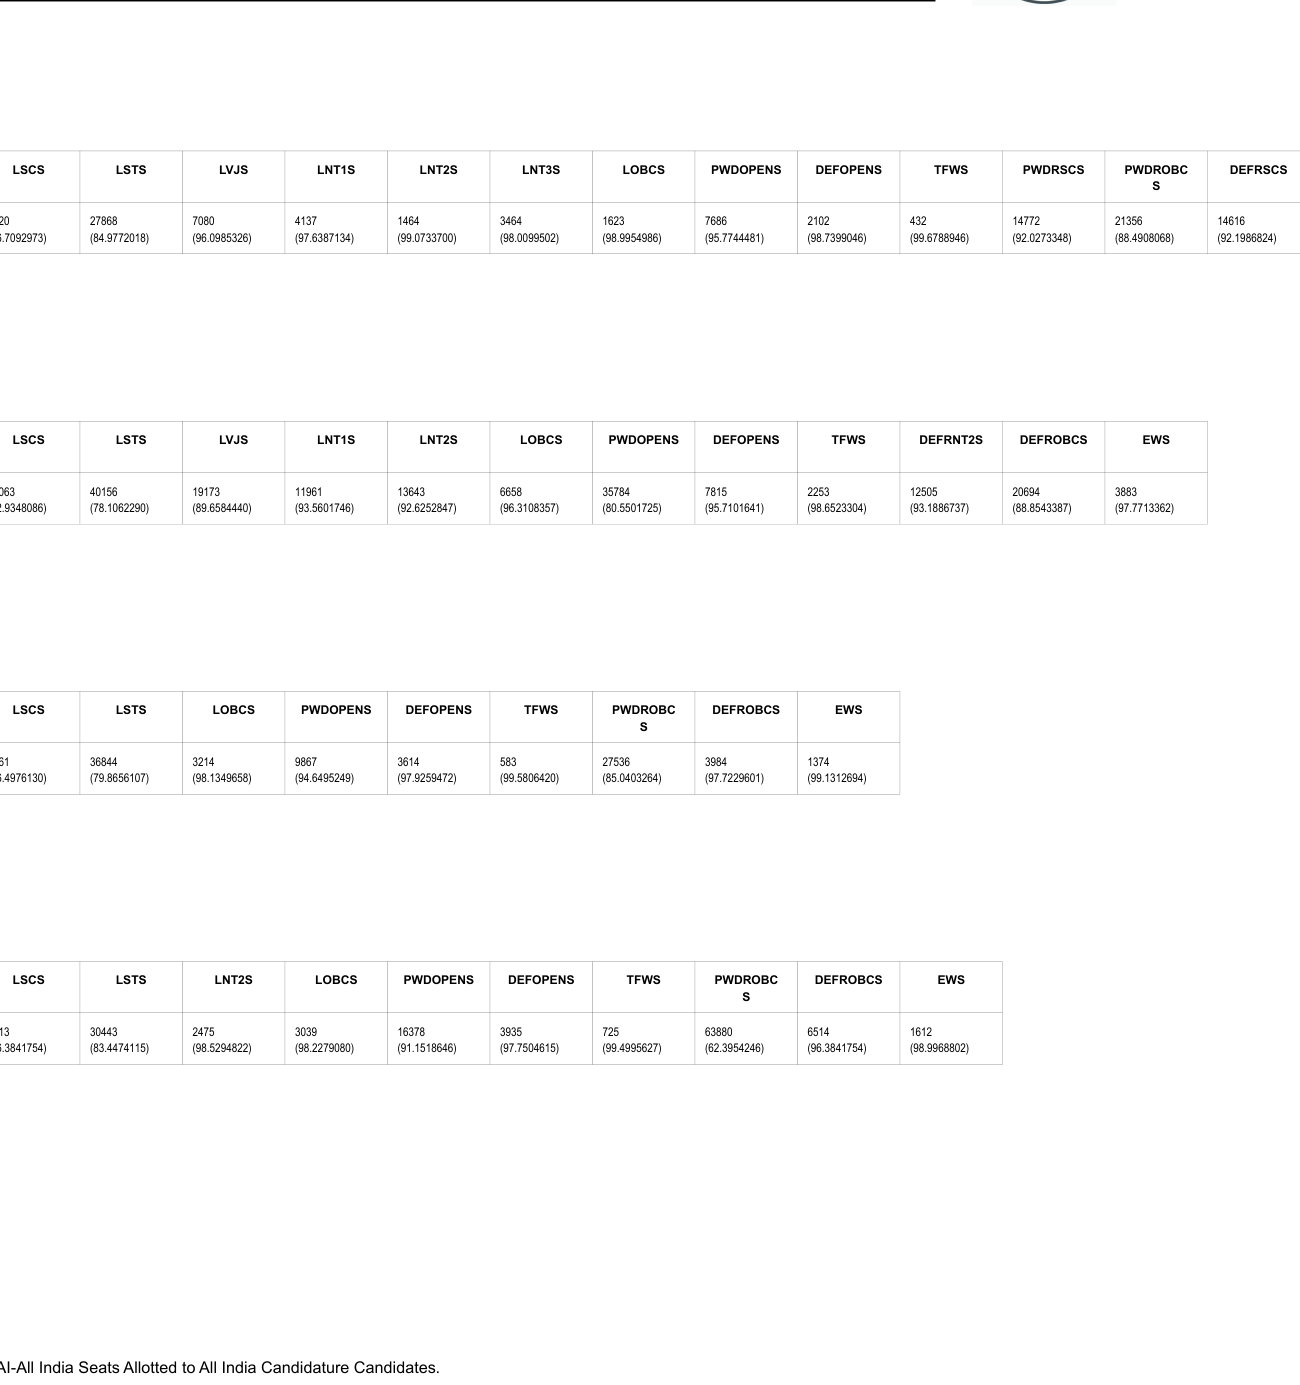 LSCS LSTS LVJS LNT1S LNT2S LNT3S LOBCS PWDOPENS DEFOPENS TFWS PWDRSCS PWDROBC DEFRSCS
S
20 27868 7080 4137 1464 3464 1623 7686 2102 432 14772 21356 14616
.7092973) (84.9772018) (96.0985326) (97.6387134) (99.0733700) (98.0099502) (98.9954986) (95.7744481) (98.7399046) (99.6788946) (92.0273348) (88.4908068) (92.1986824)
LSCS LSTS LVJS LNT1S LNT2S LOBCS PWDOPENS DEFOPENS TFWS DEFRNT2S DEFROBCS EWS
063 40156 19173 11961 13643 6658 35784 7815 2253 12505 20694 3883
.9348086) (78.1062290) (89.6584440) (93.5601746) (92.6252847) (96.3108357) (80.5501725) (95.7101641) (98.6523304) (93.1886737) (88.8543387) (97.7713362)
LSCS LSTS LOBCS PWDOPENS DEFOPENS TFWS PWDROBC DEFROBCS EWS
S
61 36844 3214 9867 3614 583 27536 3984 1374
.4976130) (79.8656107) (98.1349658) (94.6495249) (97.9259472) (99.5806420) (85.0403264) (97.7229601) (99.1312694)
LSCS LSTS LNT2S LOBCS PWDOPENS DEFOPENS TFWS PWDROBC DEFROBCS EWS
S
13 30443 2475 3039 16378 3935 725 63880 6514 1612
.3841754) (83.4474115) (98.5294822) (98.2279080) (91.1518646) (97.7504615) (99.4995627) (62.3954246) (96.3841754) (98.9968802)
AI-All India Seats Allotted to All India Candidature Candidates.